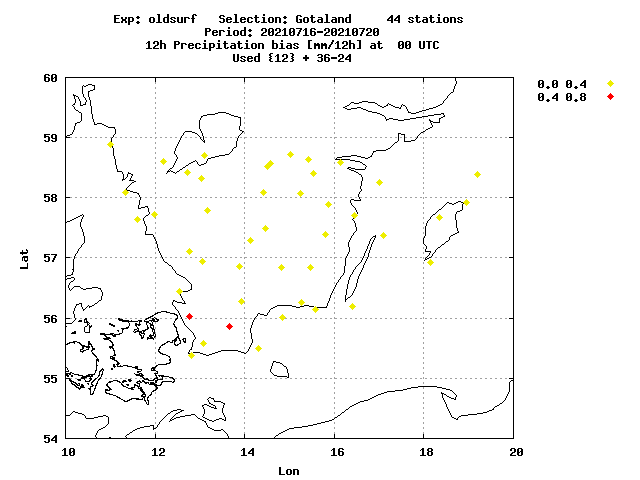 Exp: oldsurf   Selection: Gotaland     44 stations
Period: 20210716-20210720
12h Precipitation bias [mm/12h] at  00 UTC
Used {12} + 36-24
0.0 0.4
0.4 0.8
60
59
58
57
56
55
54
Lat
10 12 14 16 18 20
Lon